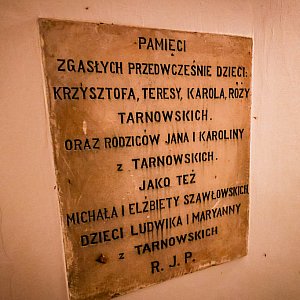 PAMIĘCI
ZGASŁYCH PRZEDWCZEŚNIE DZIECI:
KRZYSZTOFA, TERESY, KAROLA, RÓŻY
TARNOWSKICH.
ORAZ RODZICÓW JANA I KAROLINY
z TARNOWSKICH.
JAKO TEŻ
MICHAŁA I ELŻBIETY SZAWŁOWSKICH
DZIECI LUDWIKA I MARYANNY
z TARNOWSKICH
R. J. P.